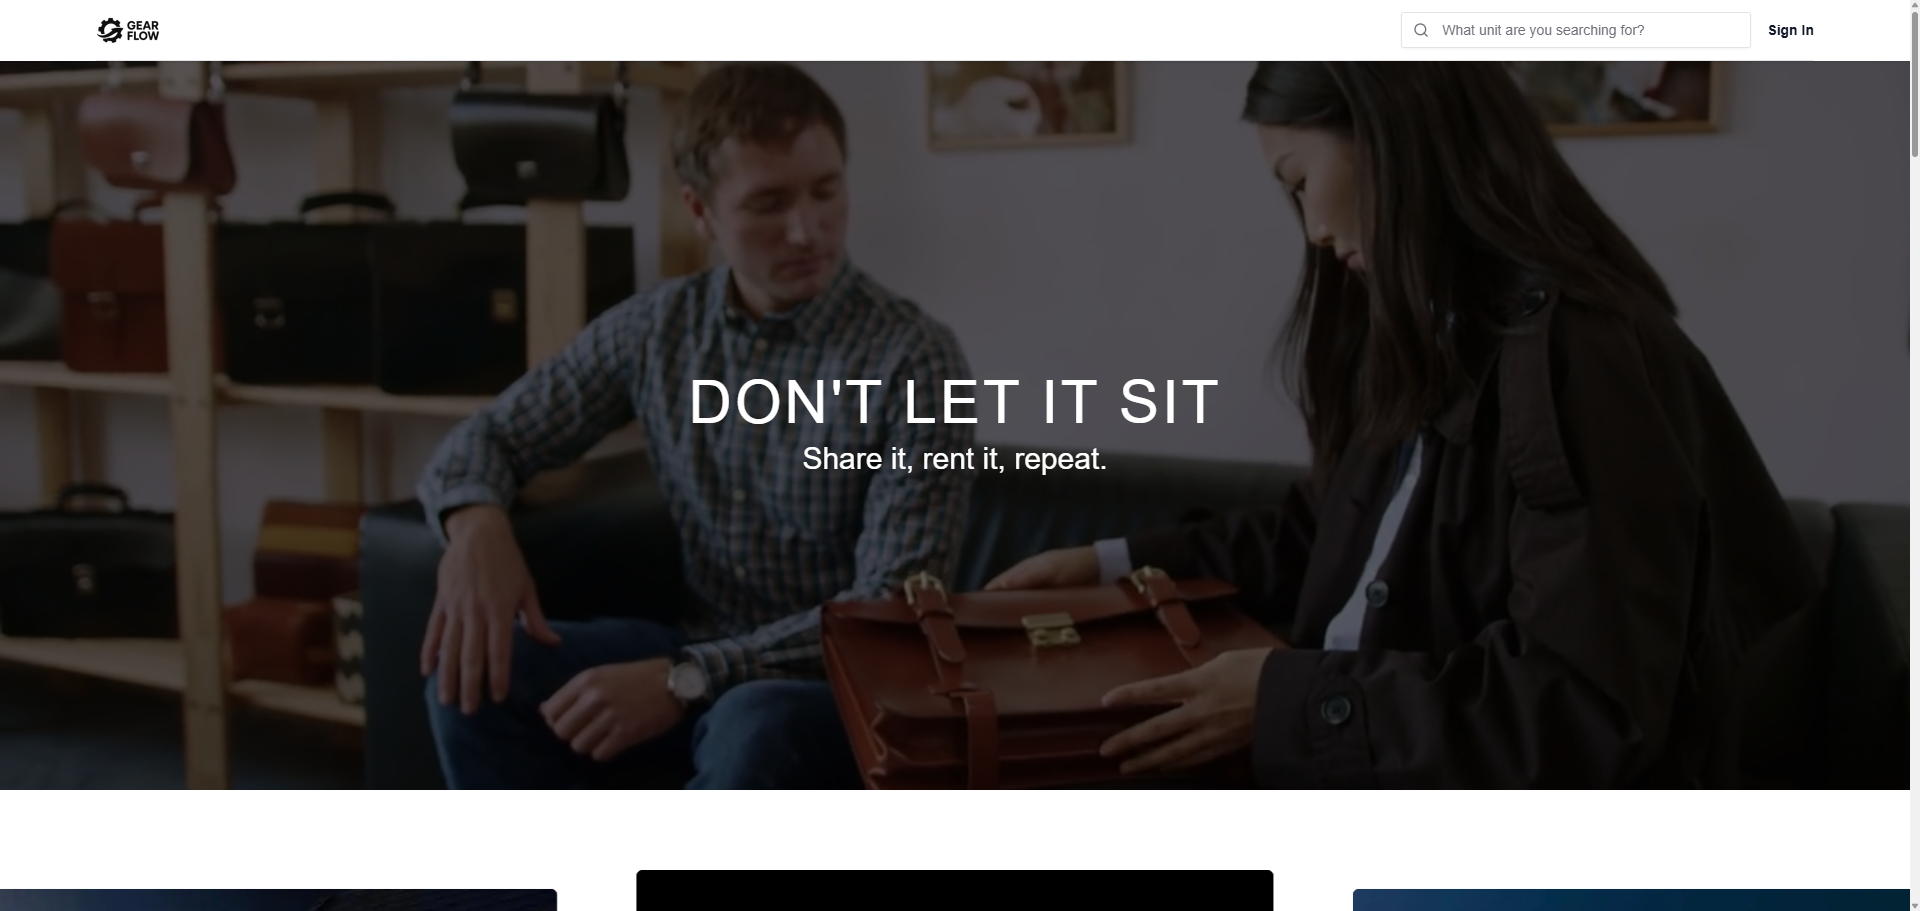 GEAR
FLOW
What unit are you searching for?
Sign In
DON'T LET IT SIT
Share it, rent it, repeat.